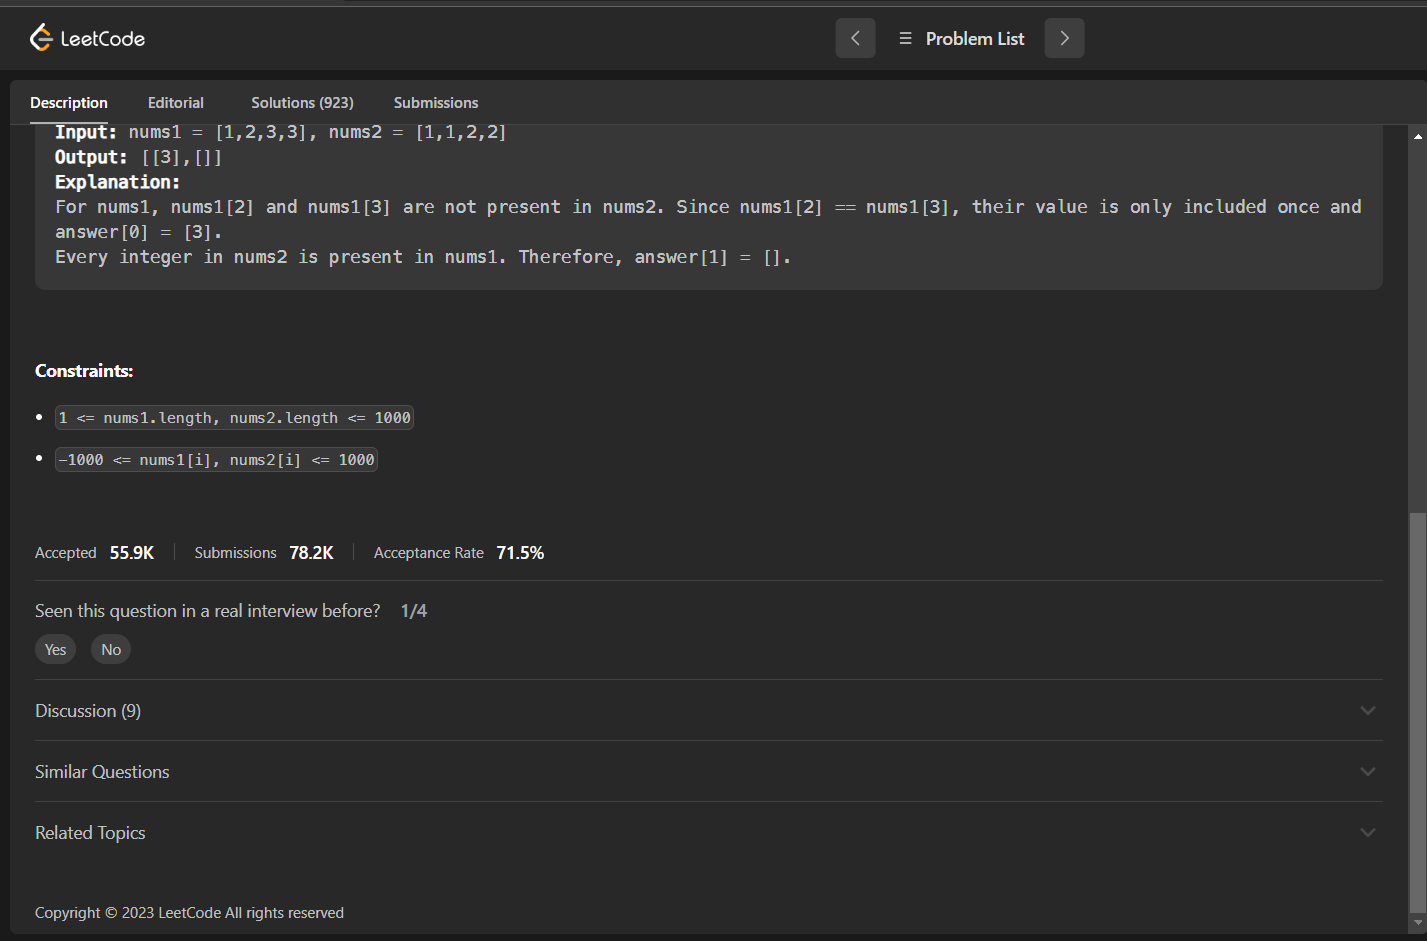 LeetCode
Problem List
Description Editorial Solutions (923) Submissions
Input: nums1 = [1,2,3,3], nums2 = [1,1,2,2]
Output: [[3],[]]
Explanation:
For nums1, nums1[2] and nums1[3] are not present in nums2. Since nums1[2] == nums1[3], their value is only included once and
answer[0] = [3].
Every integer in nums2 is present in nums1. Therefore, answer[1] = [].
Constraints:
• 1 <= nums1.length, nums2.length <= 1000
• -1000 <= nums1[i], nums2[i] <= 1000
Accepted 55.9K Submissions 78.2K Acceptance Rate 71.5%
Seen this question in a real interview before? 1/4
Yes No
Discussion (9)
Similar Questions
Related Topics
Copyright © 2023 LeetCode All rights reserved